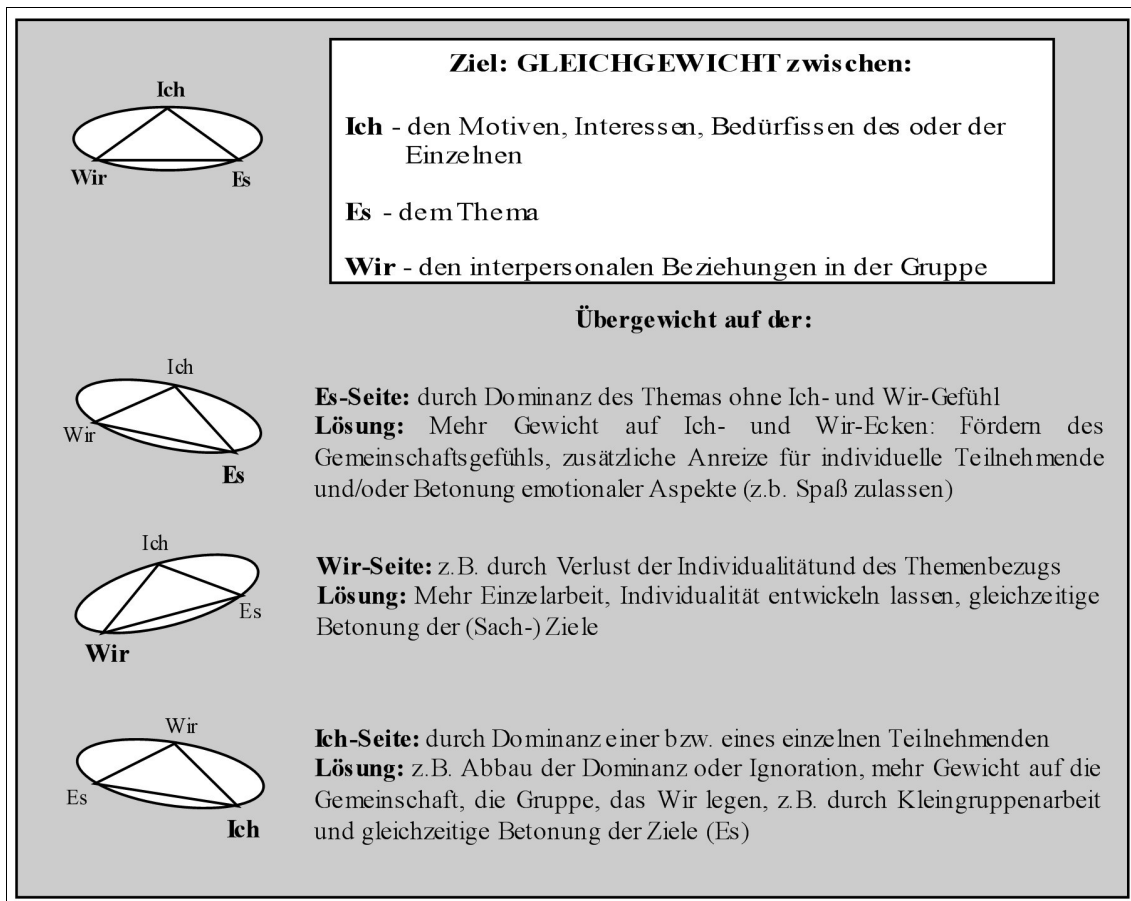 Ich
Wir
Es
Ziel: GLEICHGEWICHT zwischen:
Ich - den Motiven, Interessen, Bedürfissen des oder der
Einzelnen
Es - dem Thema
Wir - den interpersonalen Beziehungen in der Gruppe
Übergewicht auf der:
Ich
Wir
Es
Es-Seite: durch Dominanz des Themas ohne Ich- und Wir-Gefühl
Lösung: Mehr Gewicht auf Ich- und Wir-Ecken: Fördern des
Gemeinschaftsgefühls, zusätzliche Anreize für individuelle Teilnehmende
und/oder Betonung emotionaler Aspekte (z.b. Spaß zulassen)
Ich
Es
Wir
Wir-Seite: z.B. durch Verlust der Individualitätund des Themenbezugs
Lösung: Mehr Einzelarbeit, Individualität entwickeln lassen, gleichzeitige
Betonung der (Sach-) Ziele
Wir
Es
Ich
Ich-Seite: durch Dominanz einer bzw. eines einzelnen Teilnehmenden
Lösung: z.B. Abbau der Dominanz oder Ignoration, mehr Gewicht auf die
Gemeinschaft, die Gruppe, das Wir legen, z.B. durch Kleingruppenarbeit
und gleichzeitige Betonung der Ziele (Es)